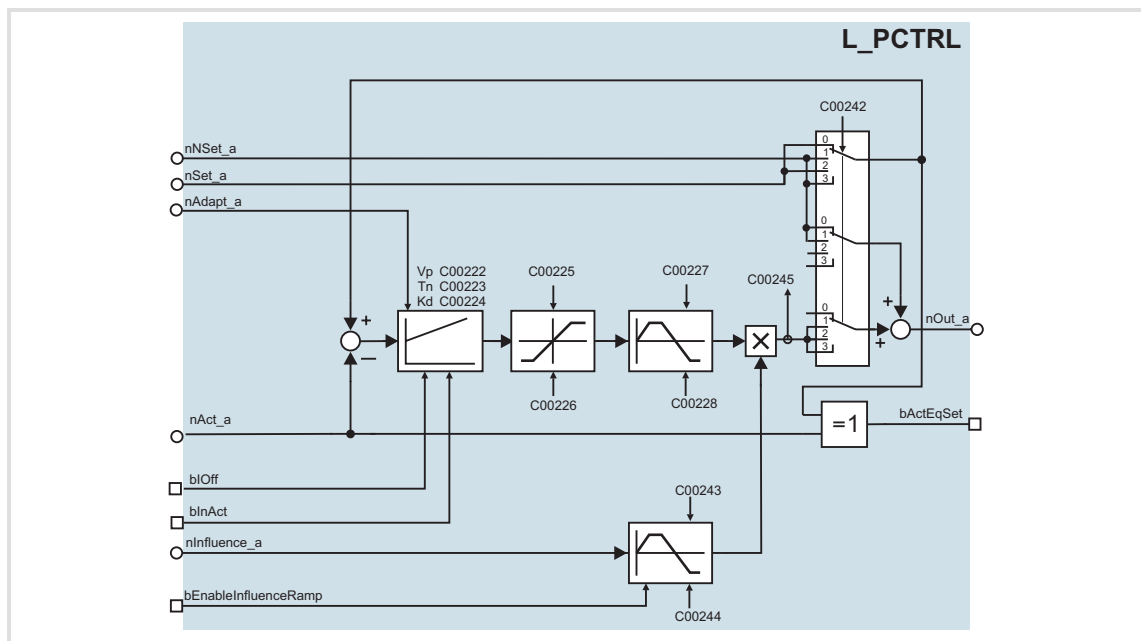 L_PCTRL
C00242
nNSet_a
nSet_a
nAdapt_a
0
1
2
3
0
1
2
3
0
1
2
3
Vp C00222
Tn C00223
Kd C00224
C00225
C00227
C00245
+
−
+
+
nOut_a
C00226
C00228
nAct_a
=1
bActEqSet
bIOff
bInAct
C00243
nInfluence_a
bEnableInfluenceRamp
C00244